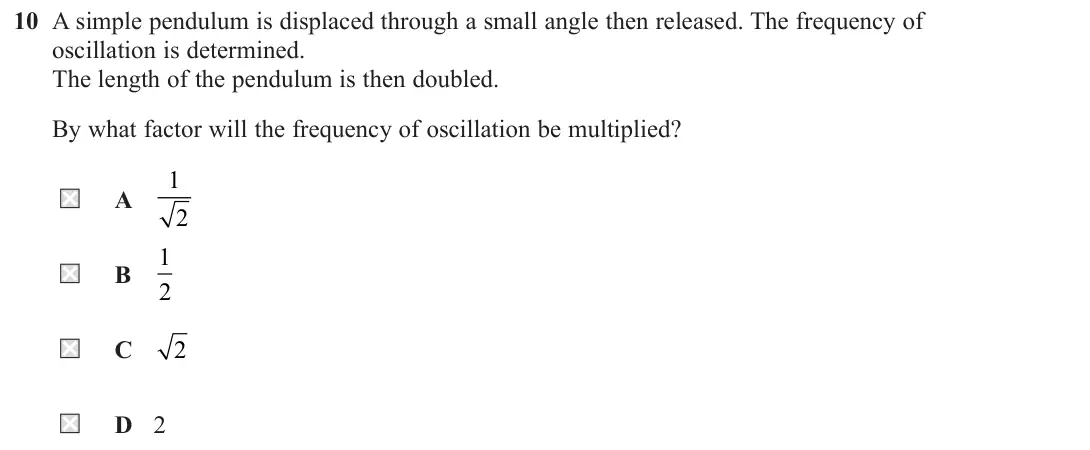 10 A simple pendulum is displaced through a small angle then released. The frequency of
oscillation is determined.
The length of the pendulum is then doubled.
By what factor will the frequency of oscillation be multiplied?
A 1/√2
B 1/2
C √2
D 2